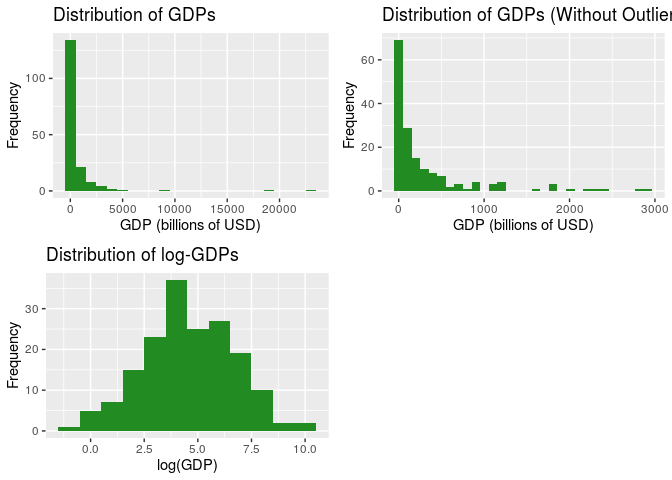 Distribution of GDPs
Frequency
100
50
0
0 5000 10000 15000 20000
GDP (billions of USD)
Distribution of GDPs (Without Outlier
Frequency
60
40
20
0
0 1000 2000 3000
GDP (billions of USD)
Distribution of log-GDPs
Frequency
30
20
10
0
0.0 2.5 5.0 7.5 10.0
log(GDP)